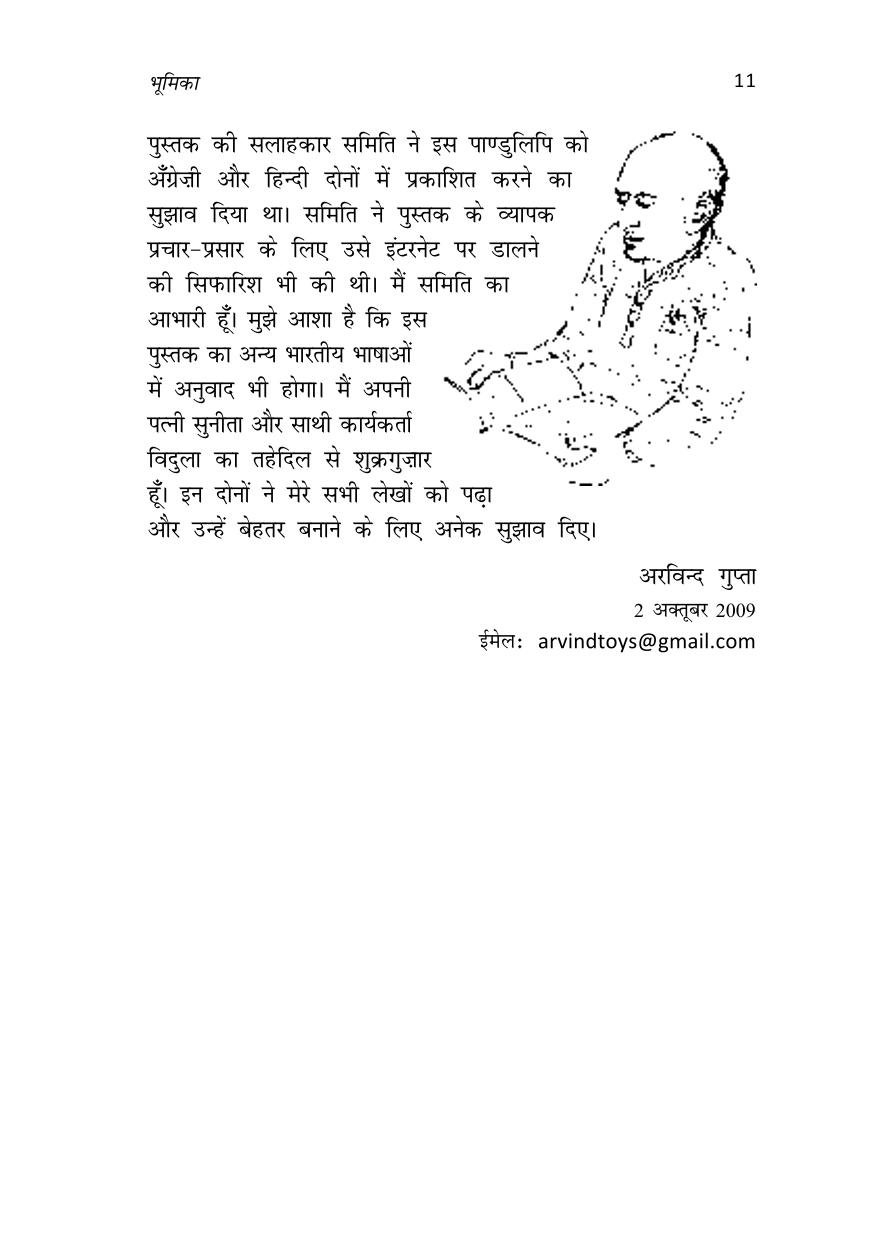 भूमिका 11
पुस्तक की सलाहकार समिति ने इस पाण्डुलिपि को
अँग्रेज़ी और हिन्दी दोनों में प्रकाशित करने का
सुझाव दिया था। समिति ने पुस्तक के व्यापक
प्रचार-प्रसार के लिए उसे इंटरनेट पर डालने
की सिफारिश भी की थी। मैं समिति का
आभारी हूँ। मुझे आशा है कि इस
पुस्तक का अन्य भारतीय भाषाओं
में अनुवाद भी होगा। मैं अपनी
पत्नी सुनीता और साथी कार्यकर्ता
विदुला का तहेदिल से शुक्रगुज़ार
हूँ। इन दोनों ने मेरे सभी लेखों को पढ़ा
और उन्हें बेहतर बनाने के लिए अनेक सुझाव दिए।
अरविन्द गुप्ता
2 अक्तूबर 2009
ईमेल: arvindtoys@gmail.com